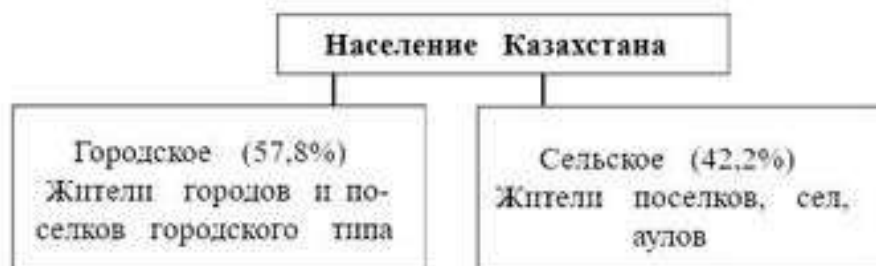 Население Казахстана
Городское (57,8%)
Жители городов и по-
селков городского типа
Сельское (42,2%)
Жители поселков, сел,
аулов